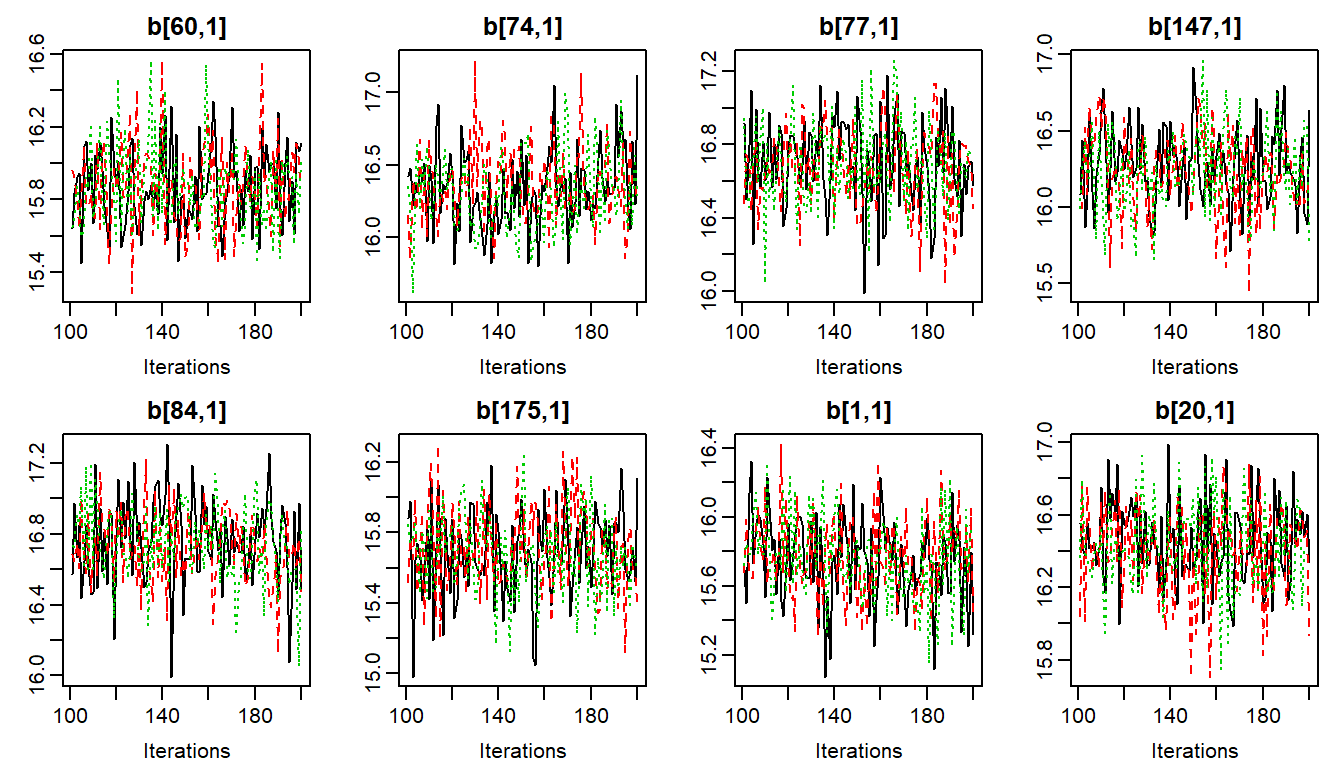 b[60,1] b[74,1] b[77,1] b[147,1]
15.4 15.8 16.2 16.6
16.0 16.5 17.0
16.0 16.4 16.8 17.2
15.5 16.0 16.5 17.0
100 140 180 100 140 180 100 140 180 100 140 180
Iterations Iterations Iterations Iterations
b[84,1] b[175,1] b[1,1] b[20,1]
16.0 16.4 16.8 17.2
15.0 15.4 15.8 16.2
15.2 15.6 16.0 16.4
15.8 16.2 16.6 17.0
100 140 180 100 140 180 100 140 180 100 140 180
Iterations Iterations Iterations Iterations